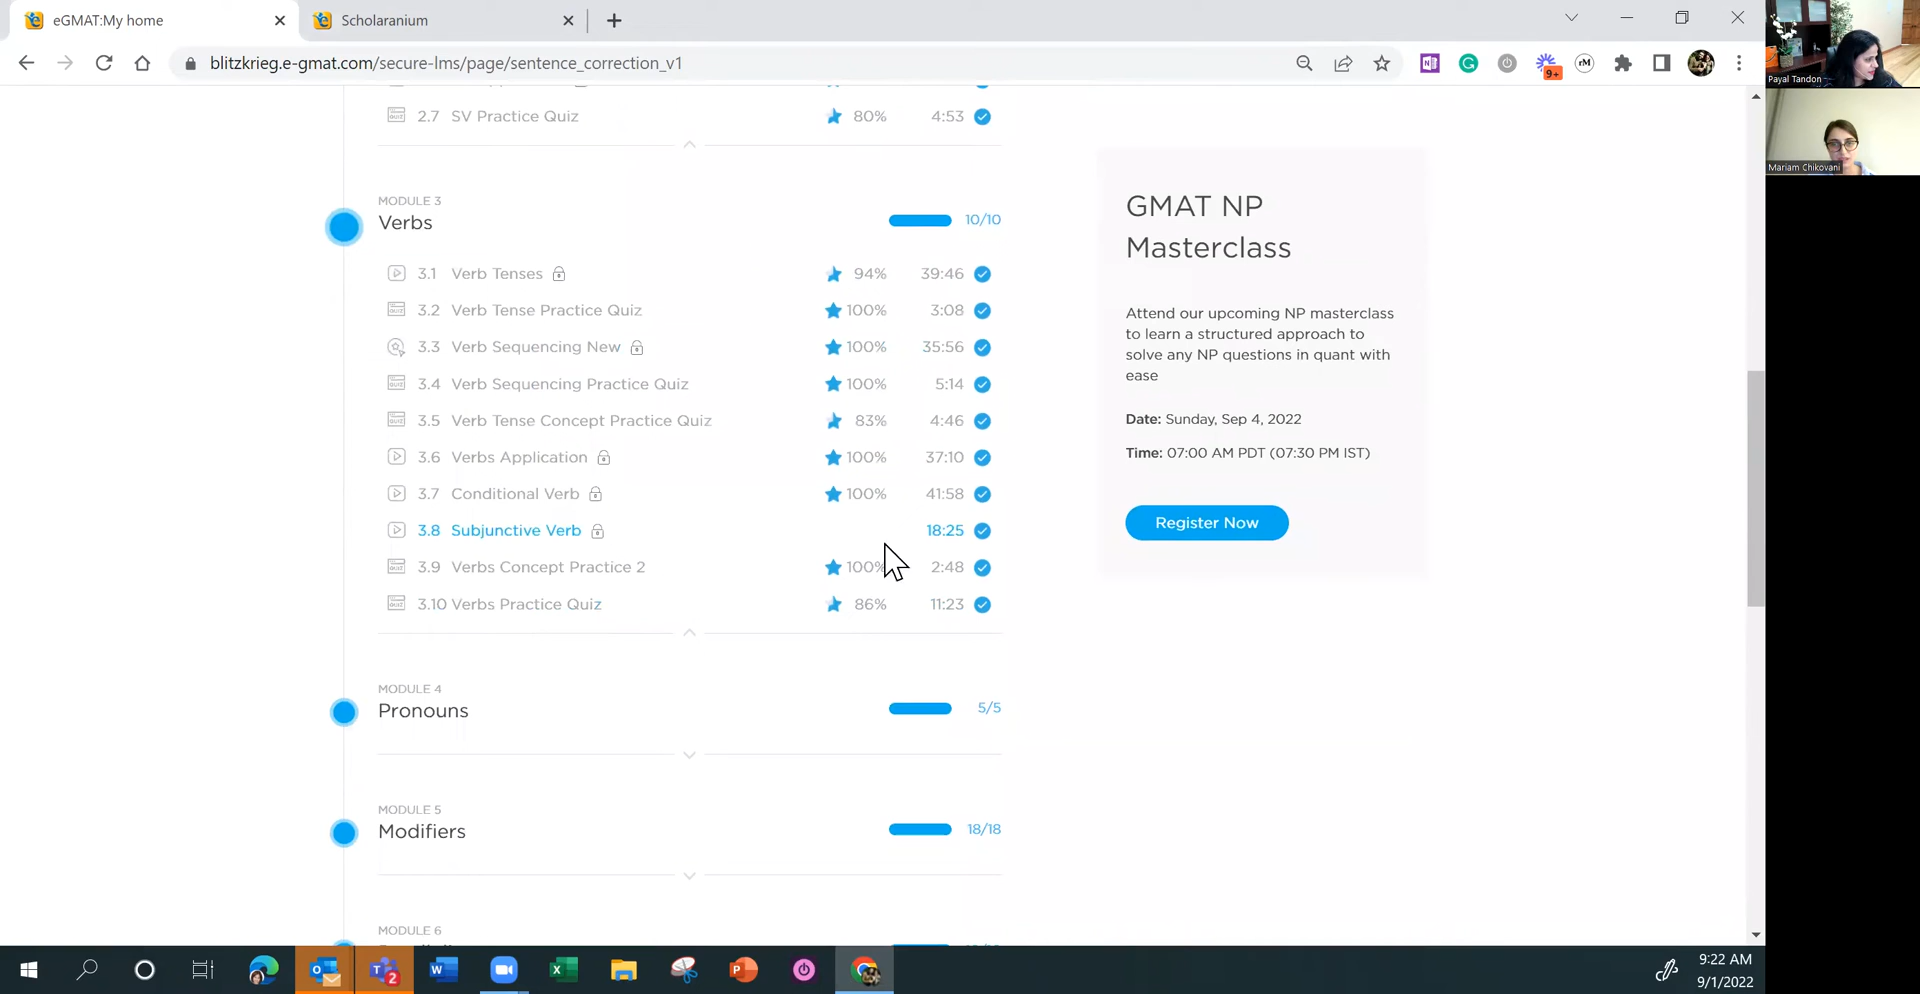 eGMAT:My home
Scholaranium
blitzkrieg.e-gmat.com/secure-lms/page/sentence_correction_v1
9+
Payal Tandon
Mariam Chikovani
2.7 SV Practice Quiz 80% 4:53
MODULE 3
Verbs 10/10
3.1 Verb Tenses 94% 39:46
3.2 Verb Tense Practice Quiz 100% 3:08
3.3 Verb Sequencing New 100% 35:56
3.4 Verb Sequencing Practice Quiz 100% 5:14
3.5 Verb Tense Concept Practice Quiz 83% 4:46
3.6 Verbs Application 100% 37:10
3.7 Conditional Verb 100% 41:58
3.8 Subjunctive Verb 18:25
3.9 Verbs Concept Practice 2 100% 2:48
3.10 Verbs Practice Quiz 86% 11:23
MODULE 4
Pronouns 5/5
MODULE 5
Modifiers 18/18
MODULE 6
GMAT NP
Masterclass
Attend our upcoming NP masterclass
to learn a structured approach to
solve any NP questions in quant with
ease
Date: Sunday, Sep 4, 2022
Time: 07:00 AM PDT (07:30 PM IST)
Register Now
9:22 AM
9/1/2022